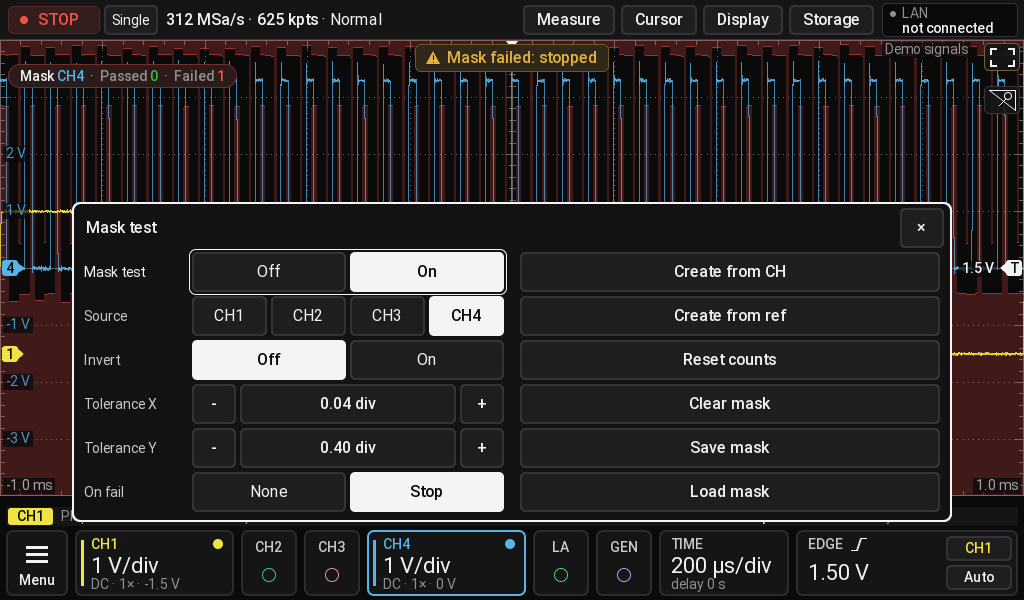 STOP
Single
312 MSa/s · 625 kpts · Normal
Measure
Cursor
Display
Storage
LAN
not connected
Mask failed: stopped
Demo signals
Mask CH4 · Passed 0 · Failed 1
2 V
1 V
4
1.5 V
T
-1 V
1
-2 V
-3 V
-1.0 ms
1.0 ms
Mask test
×
Mask test
Off
On
Create from CH
Source
CH1
CH2
CH3
CH4
Create from ref
Invert
Off
On
Reset counts
Tolerance X
-
0.04 div
+
Clear mask
Tolerance Y
-
0.40 div
+
Save mask
On fail
None
Stop
Load mask
CH1
Menu
CH1
1 V/div
DC · 1× · -1.5 V
CH2
CH3
CH4
1 V/div
DC · 1× · 0 V
LA
GEN
TIME
200 µs/div
delay 0 s
EDGE
1.50 V
CH1
Auto